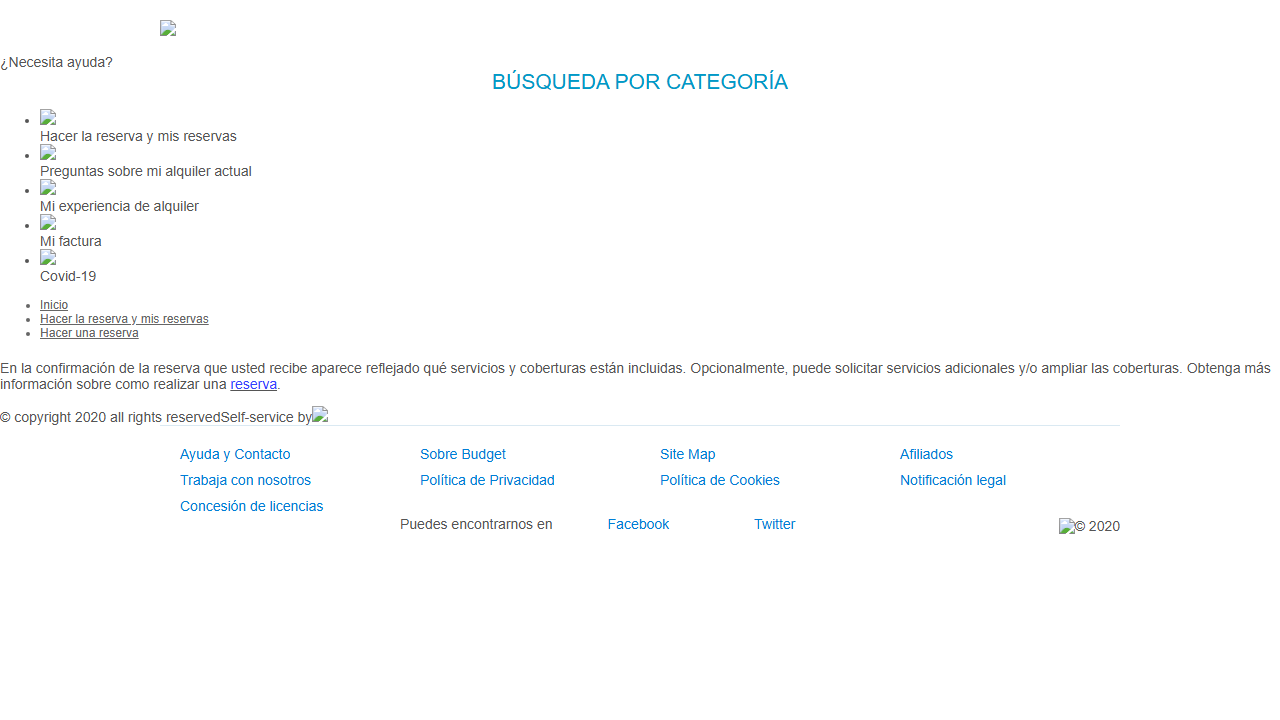 ¿Necesita ayuda?
BÚSQUEDA POR CATEGORÍA
Hacer la reserva y mis reservas
Preguntas sobre mi alquiler actual
Mi experiencia de alquiler
Mi factura
Covid-19
Inicio
Hacer la reserva y mis reservas
Hacer una reserva
En la confirmación de la reserva que usted recibe aparece reflejado qué servicios y coberturas están incluidas. Opcionalmente, puede solicitar servicios adicionales y/o ampliar las coberturas. Obtenga más
información sobre como realizar una reserva.
© copyright 2020 all rights reservedSelf-service by
Ayuda y Contacto Sobre Budget Site Map Afiliados
Trabaja con nosotros Política de Privacidad Política de Cookies Notificación legal
Concesión de licencias
Puedes encontrarnos en Facebook Twitter © 2020